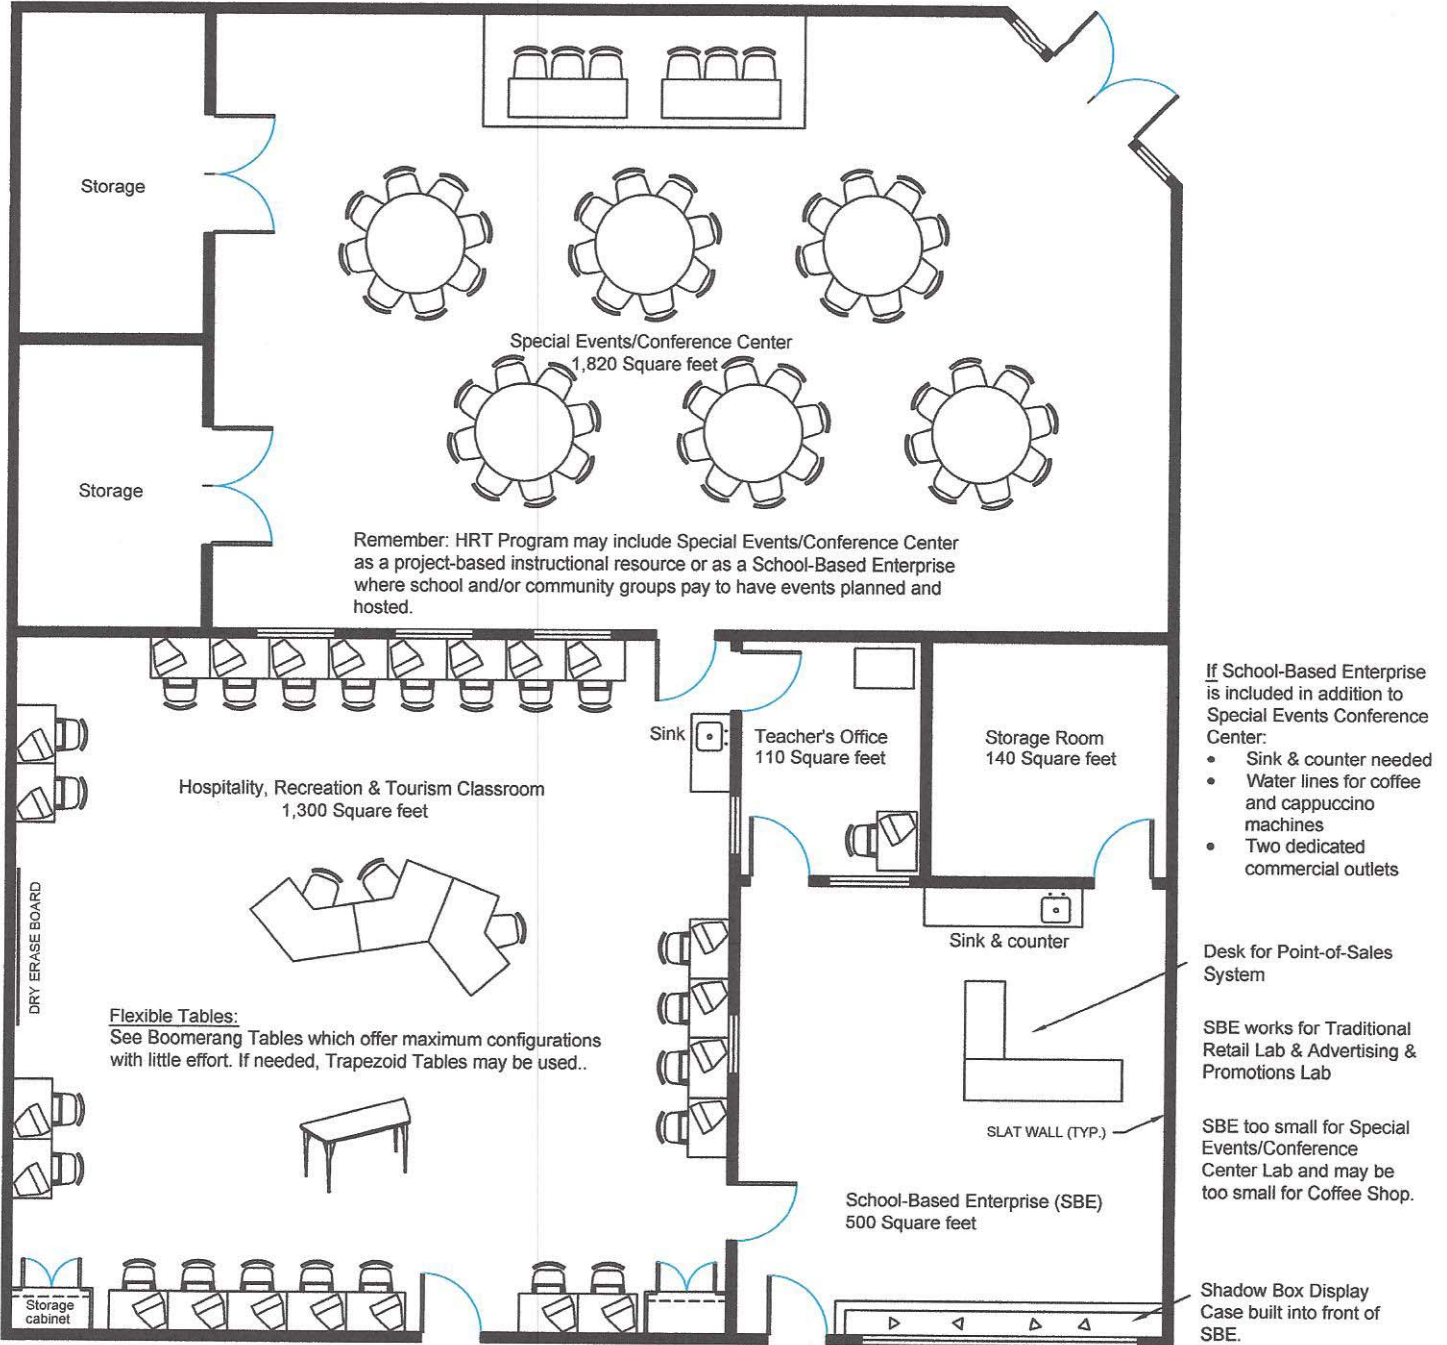 Storage
Special Events/Conference Center
1,820 Square feet
Storage
Remember: HRT Program may include Special Events/Conference Center
as a project-based instructional resource or as a School-Based Enterprise
where school and/or community groups pay to have events planned and
hosted.
Sink
Teacher's Office
110 Square feet
Storage Room
140 Square feet
If School-Based Enterprise
is included in addition to
Special Events Conference
Center:
• Sink & counter needed
• Water lines for coffee
and cappuccino
machines
• Two dedicated
commercial outlets
Hospitality, Recreation & Tourism Classroom
1,300 Square feet
DRY ERASE BOARD
Sink & counter
Desk for Point-of-Sales
System
Flexible Tables:
See Boomerang Tables which offer maximum configurations
with little effort. If needed, Trapezoid Tables may be used..
SBE works for Traditional
Retail Lab & Advertising &
Promotions Lab
SLAT WALL (TYP.)
SBE too small for Special
Events/Conference
Center Lab and may be
too small for Coffee Shop.
School-Based Enterprise (SBE)
500 Square feet
Storage
cabinet
Shadow Box Display
Case built into front of
SBE.